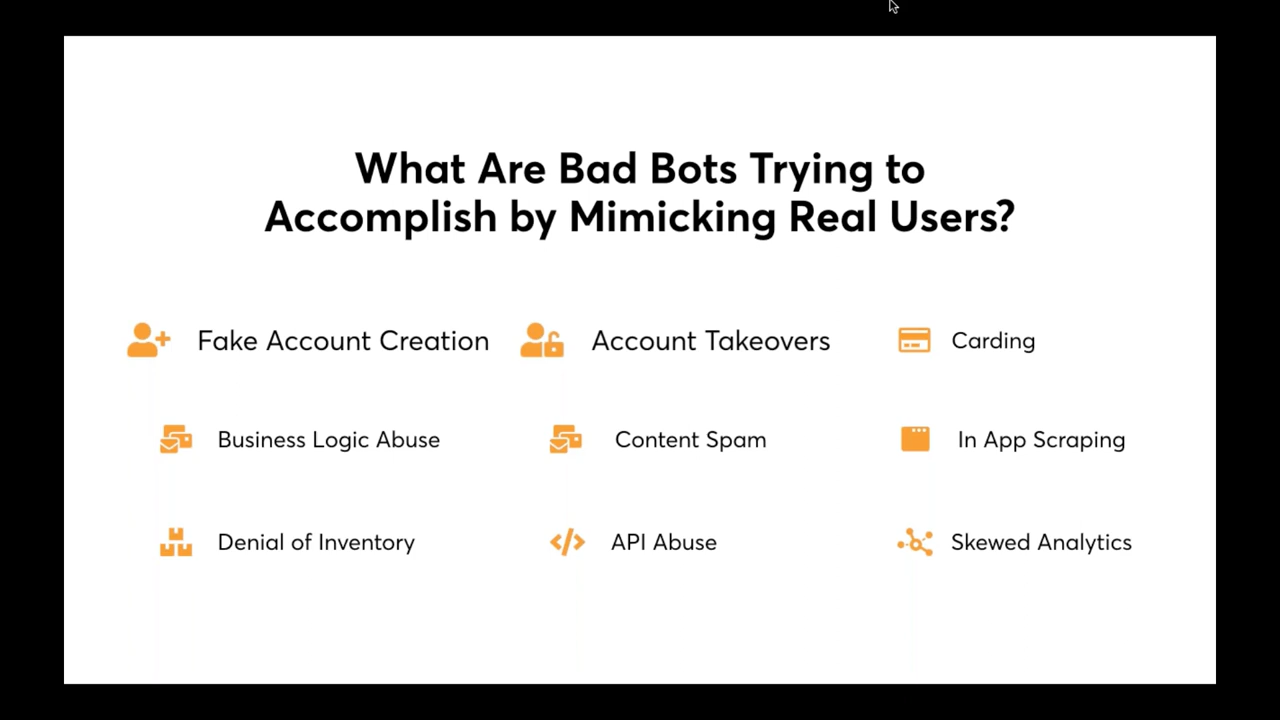 What Are Bad Bots Trying to
Accomplish by Mimicking Real Users?
Fake Account Creation
Account Takeovers
Carding
Business Logic Abuse
Content Spam
In App Scraping
Denial of Inventory
API Abuse
Skewed Analytics